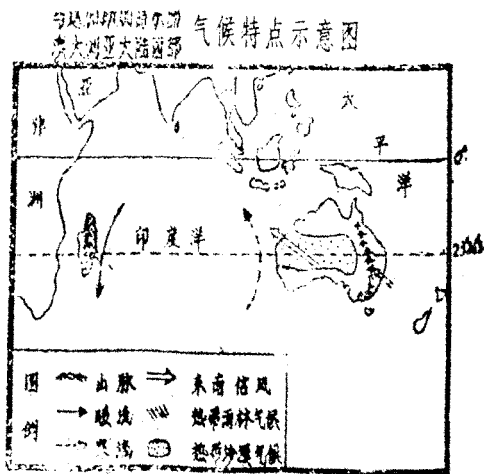 澳大利亚大陆西部 气候特点示意图
亚
太
非
平
0°
洲
洋
印度洋
图 山脉 东南信风
暖流 热带雨林气候
例 寒流 热带沙漠气候